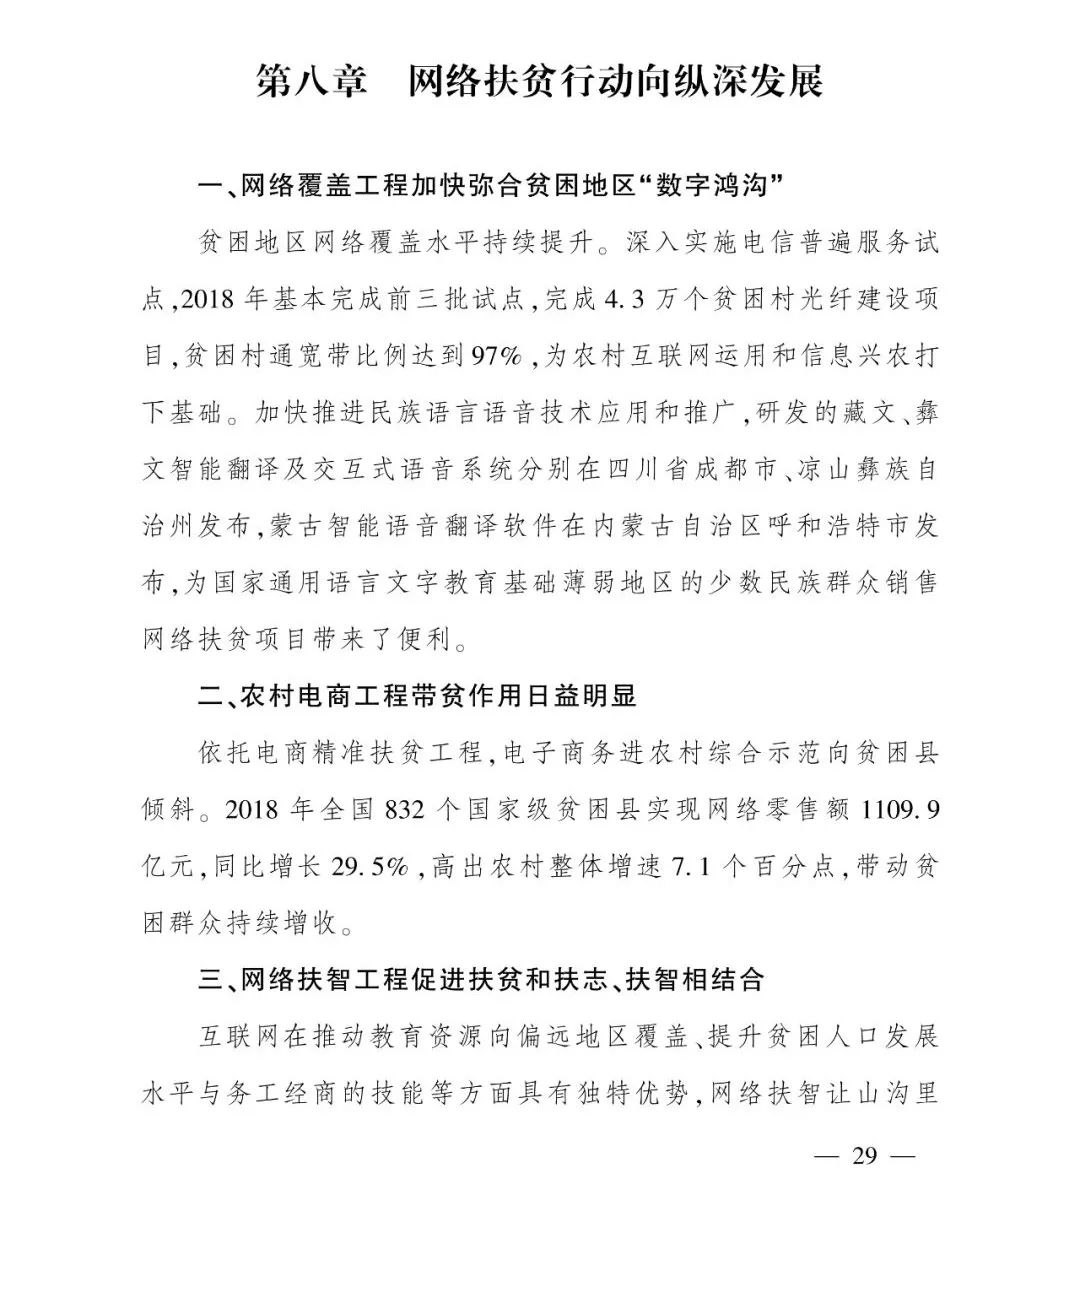 第八章　网络扶贫行动向纵深发展
一、网络覆盖工程加快弥合贫困地区“数字鸿沟”
贫困地区网络覆盖水平持续提升。深入实施电信普遍服务试
点,2018 年基本完成前三批试点,完成 4.3 万个贫困村光纤建设项
目,贫困村通宽带比例达到 97%,为农村互联网运用和信息兴农打
下基础。加快推进民族语言语音技术应用和推广,研发的藏文、彝
文智能翻译及交互式语音系统分别在四川省成都市、凉山彝族自
治州发布,蒙古智能语音翻译软件在内蒙古自治区呼和浩特市发
布,为国家通用语言文字教育基础薄弱地区的少数民族群众销售
网络扶贫项目带来了便利。
二、农村电商工程带贫作用日益明显
依托电商精准扶贫工程,电子商务进农村综合示范向贫困县
倾斜。2018 年全国 832 个国家级贫困县实现网络零售额 1109.9
亿元,同比增长 29.5%,高出农村整体增速 7.1 个百分点,带动贫
困群众持续增收。
三、网络扶智工程促进扶贫和扶志、扶智相结合
互联网在推动教育资源向偏远地区覆盖、提升贫困人口发展
水平与务工经商的技能等方面具有独特优势,网络扶智让山沟里
— 29 —